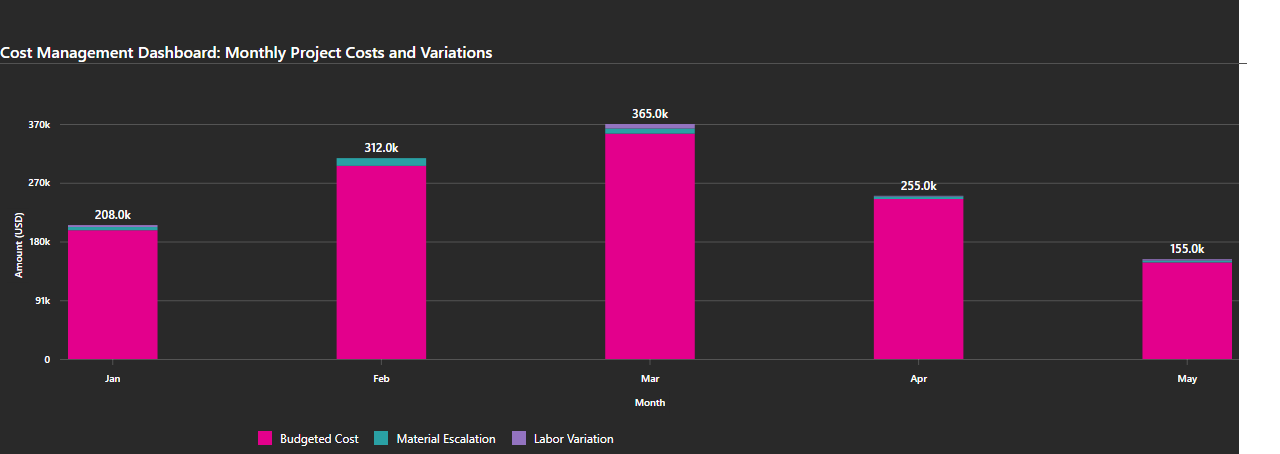 Cost Management Dashboard: Monthly Project Costs and Variations
365.0k
370k
312.0k
270k
208.0k
255.0k
180k
155.0k
Amount (USD)
91k
0
Jan Feb Mar Apr May
Month
Budgeted Cost Material Escalation Labor Variation